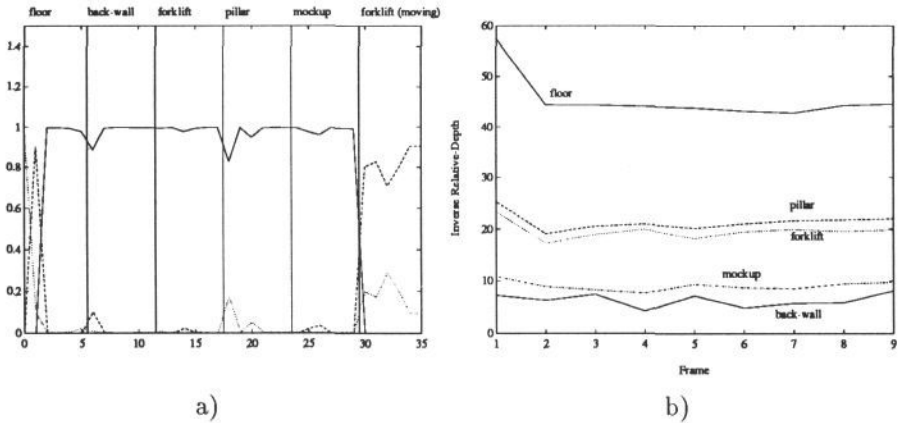 floor back-wall forklift pillar mockup forklift (moving)
1.4
1.2
1
0.8
0.6
0.4
0.2
0
0 5 10 15 20 25 30 35
a)
60
50
40
30
20
10
0
Inverse Relative-Depth
floor
pillar
forklift
mockup
back-wall
1 2 3 4 5 6 7 8 9
Frame
b)